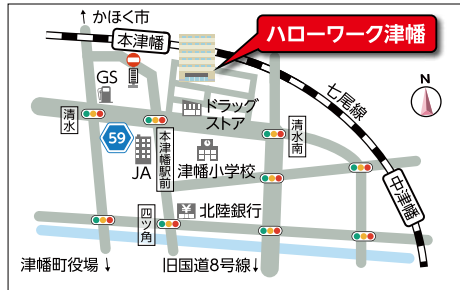 ↑かほく市
本津幡
ハローワーク津幡
GS
ドラッグ
ストア
七尾線
N
清水
59
JA
本津幡駅前
津幡小学校
清水南
中津幡
四ツ角
北陸銀行
津幡町役場↓
旧国道8号線↓